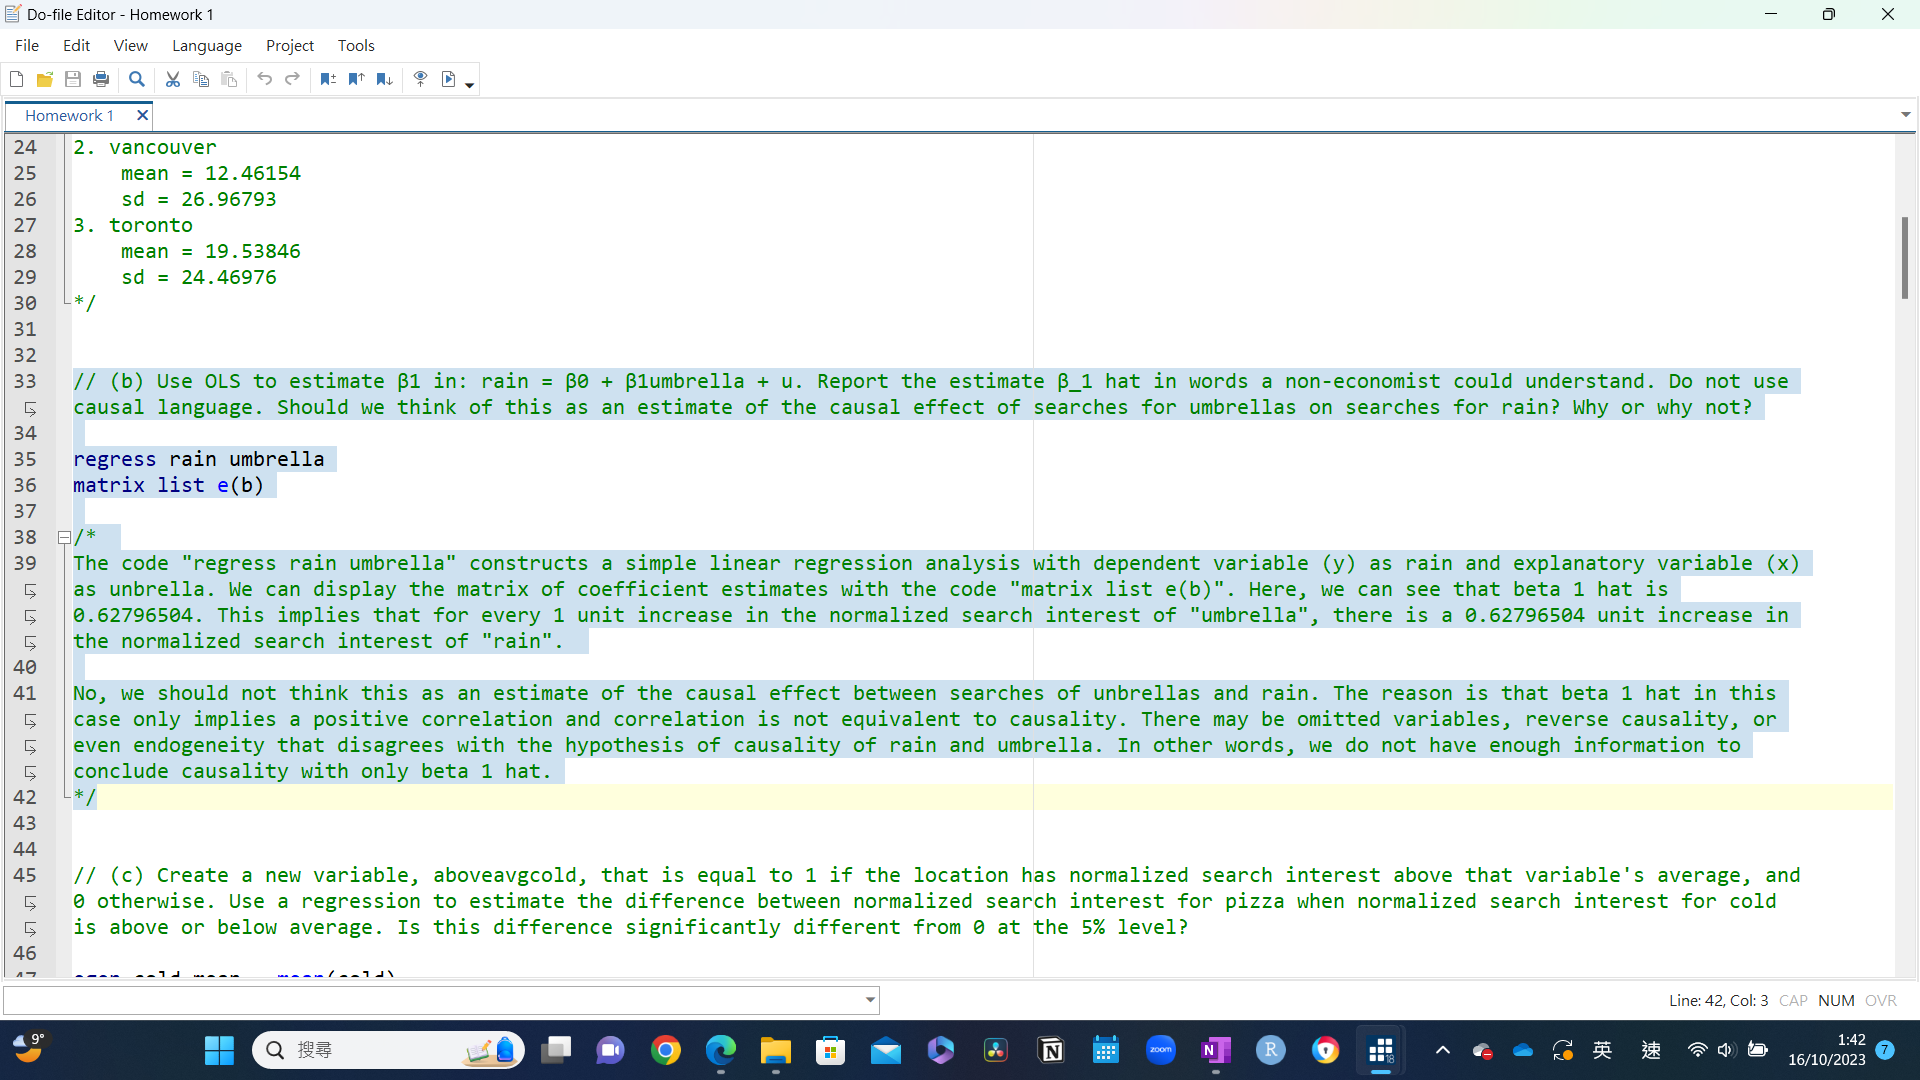 Do-file Editor - Homework 1
File Edit View Language Project Tools
Homework 1
24 2. vancouver
25 mean = 12.46154
26 sd = 26.96793
27 3. toronto
28 mean = 19.53846
29 sd = 24.46976
30 */
31
32
33 // (b) Use OLS to estimate β1 in: rain = β0 + β1umbrella + u. Report the estimate β_1 hat in words a non-economist could understand. Do not use
causal language. Should we think of this as an estimate of the causal effect of searches for umbrellas on searches for rain? Why or why not?
34
35 regress rain umbrella
36 matrix list e(b)
37
38 /*
39 The code "regress rain umbrella" constructs a simple linear regression analysis with dependent variable (y) as rain and explanatory variable (x)
as unbrella. We can display the matrix of coefficient estimates with the code "matrix list e(b)". Here, we can see that beta 1 hat is
0.62796504. This implies that for every 1 unit increase in the normalized search interest of "umbrella", there is a 0.62796504 unit increase in
the normalized search interest of "rain".
40
41 No, we should not think this as an estimate of the causal effect between searches of unbrellas and rain. The reason is that beta 1 hat in this
case only implies a positive correlation and correlation is not equivalent to causality. There may be omitted variables, reverse causality, or
even endogeneity that disagrees with the hypothesis of causality of rain and umbrella. In other words, we do not have enough information to
conclude causality with only beta 1 hat.
42 */
43
44
45 // (c) Create a new variable, aboveavgcold, that is equal to 1 if the location has normalized search interest above that variable's average, and
0 otherwise. Use a regression to estimate the difference between normalized search interest for pizza when normalized search interest for cold
is above or below average. Is this difference significantly different from 0 at the 5% level?
46
47 egen cold_mean = mean(cold)
Line: 42, Col: 3 CAP NUM OVR
9° 搜尋 zoom N R 18 英 速 1:42 7
16/10/2023